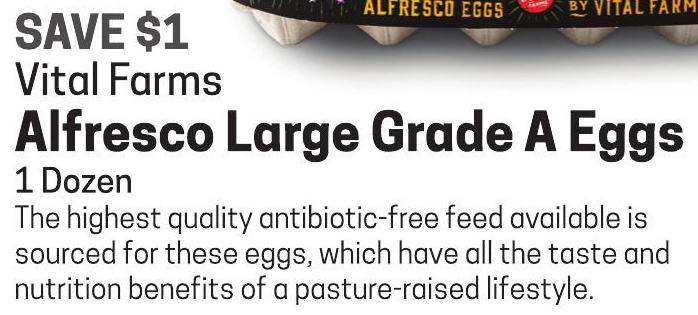 ALFRESCO EGGS BY VITAL FARM
SAVE $1
Vital Farms
Alfresco Large Grade A Eggs
1 Dozen
The highest quality antibiotic-free feed available is
sourced for these eggs, which have all the taste and
nutrition benefits of a pasture-raised lifestyle.